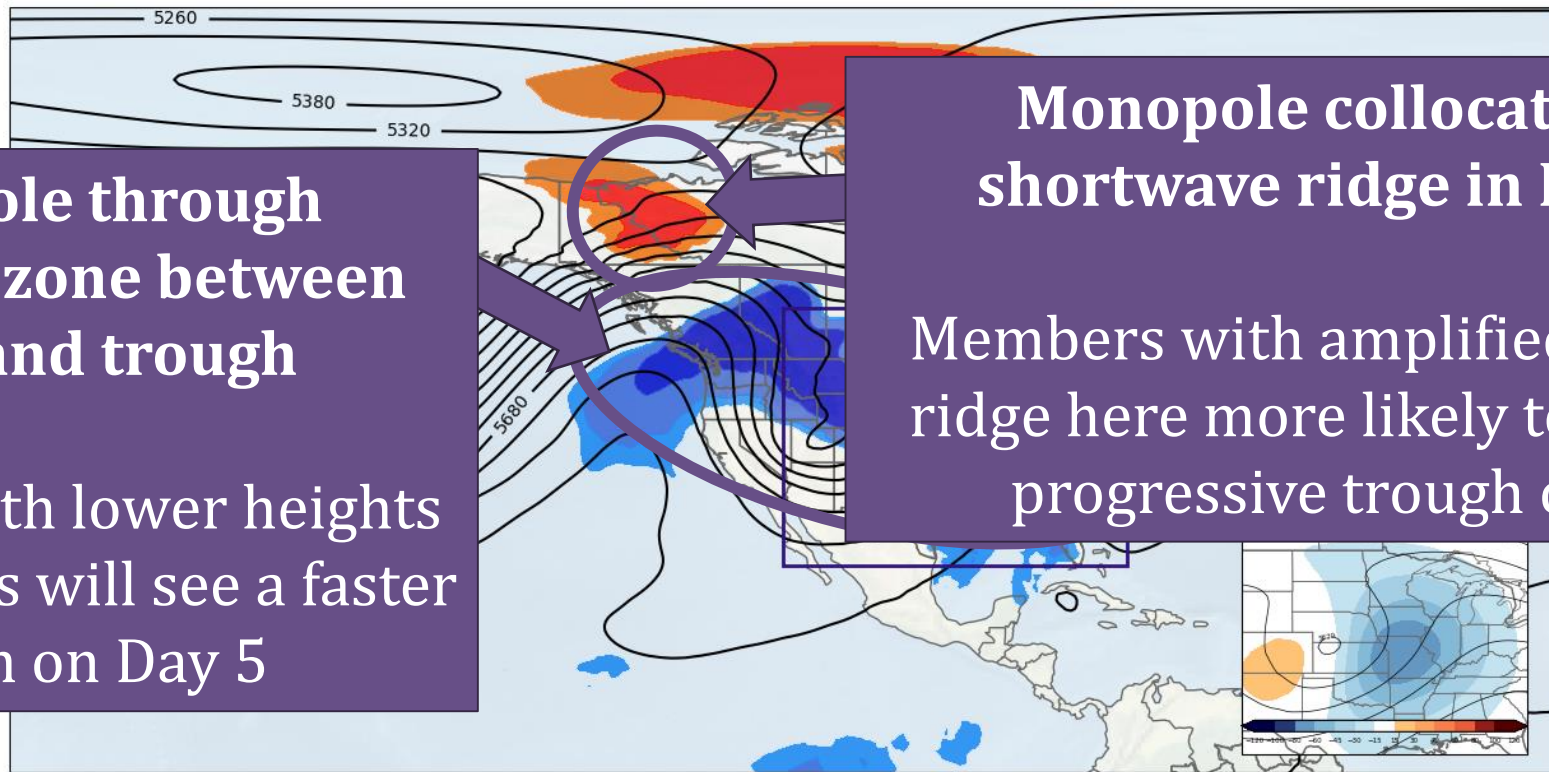 5260
5380
5320
Monopole collocat
shortwave ridge in
ole through
zone between
and trough
Members with amplified
ridge here more likely t
progressive trough
5680
th lower heights
s will see a faster
n on Day 5